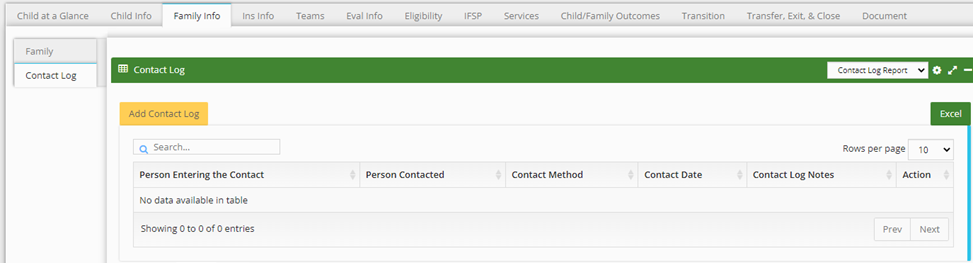 Child at a Glance Child Info Family Info Ins Info Teams Eval Info Eligibility IFSP Services Child/Family Outcomes Transition Transfer, Exit, & Close Document
Family
Contact Log
Contact Log Contact Log Report
Add Contact Log Excel
Search...
Rows per page 10
Person Entering the Contact Person Contacted Contact Method Contact Date Contact Log Notes Action
No data available in table
Showing 0 to 0 of 0 entries Prev Next